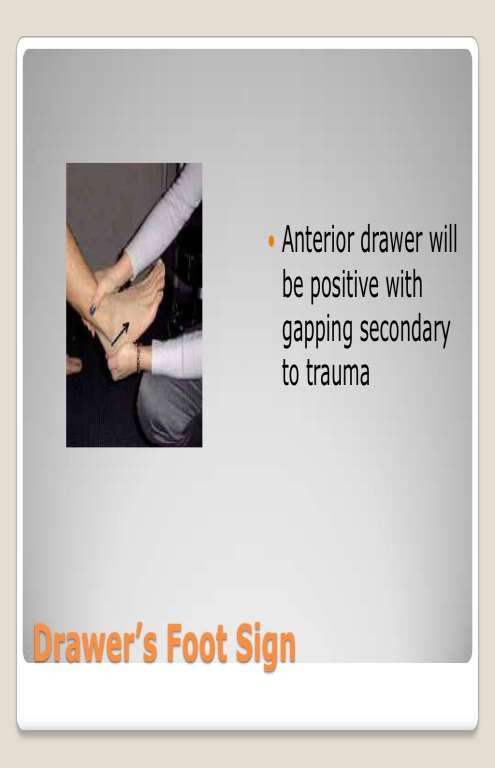 • Anterior drawer will
be positive with
gapping secondary
to trauma
Drawer’s Foot Sign